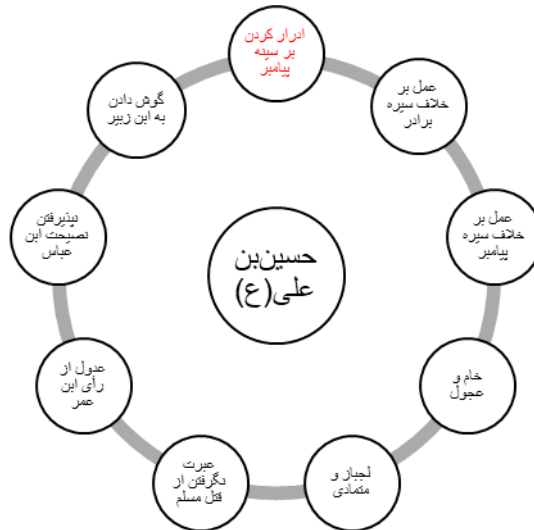 ادرار کردن
بر سینه
پیامبر
عمل بر
خلاف سیره
برادر
عمل بر
خلاف سیره
پیامبر
خام و
عجول
لجباز و
متمادی
عبرت
نگرفتن از
قتل مسلم
عدول از
رأی ابن
عمر
نپذیرفتن
نصیحت ابن
عباس
گوش دادن
به ابن زبیر
حسین‌بن
علی(ع)